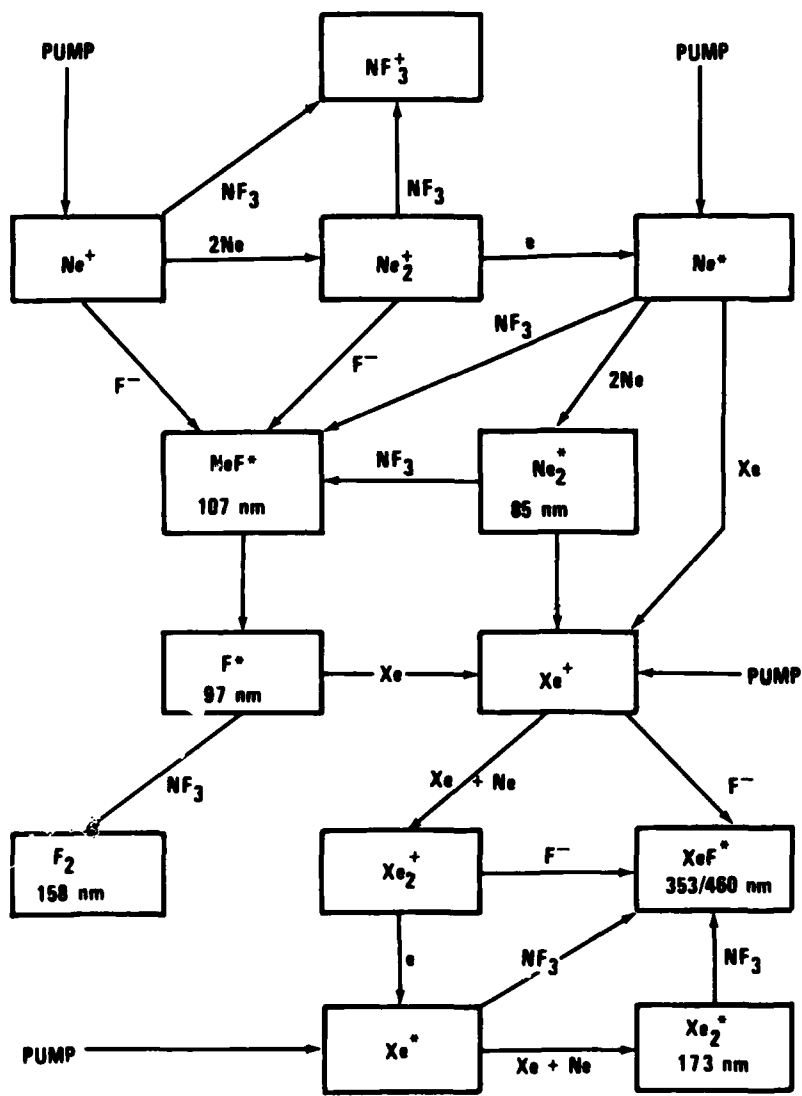 PUMP
PUMP
NF₃⁺
NF₃
NF₃
Ne⁺
2Ne
Ne₂⁺
e
Ne*
F⁻
F⁻
NF₃
2Ne
Xe
NeF*
107 nm
NF₃
Ne₂*
85 nm
F*
97 nm
Xe
Xe⁺
PUMP
NF₃
Xe + Ne
F⁻
F₂
158 nm
Xe₂⁺
F⁻
XeF*
353/460 nm
e
NF₃
NF₃
PUMP
Xe*
Xe + Ne
Xe₂*
173 nm